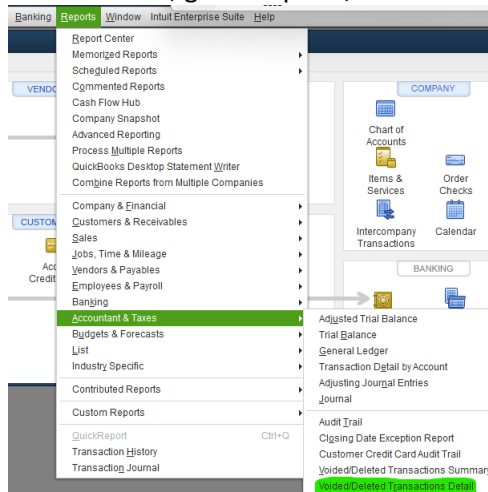 Banking Reports Window Intuit Enterprise Suite Help
Report Center
Memorized Reports
Scheduled Reports
Commented Reports
Cash Flow Hub
Company Snapshot
Advanced Reporting
Process Multiple Reports
QuickBooks Desktop Statement Writer
Combine Reports from Multiple Companies
Company & Financial
Customers & Receivables
Sales
Jobs, Time & Mileage
Vendors & Payables
Employees & Payroll
Banking
Accountant & Taxes
Budgets & Forecasts
List
Industry Specific
Contributed Reports
Custom Reports
QuickReport Ctrl+Q
Transaction History
Transaction Journal
Adjusted Trial Balance
Trial Balance
General Ledger
Transaction Detail by Account
Adjusting Journal Entries
Journal
Audit Trail
Closing Date Exception Report
Customer Credit Card Audit Trail
Voided/Deleted Transactions Summary
Voided/Deleted Transactions Detail
COMPANY
Chart of
Accounts
Items &
Services
Order
Checks
Intercompany
Transactions
Calendar
BANKING
VENDO
CUSTOM
Credit